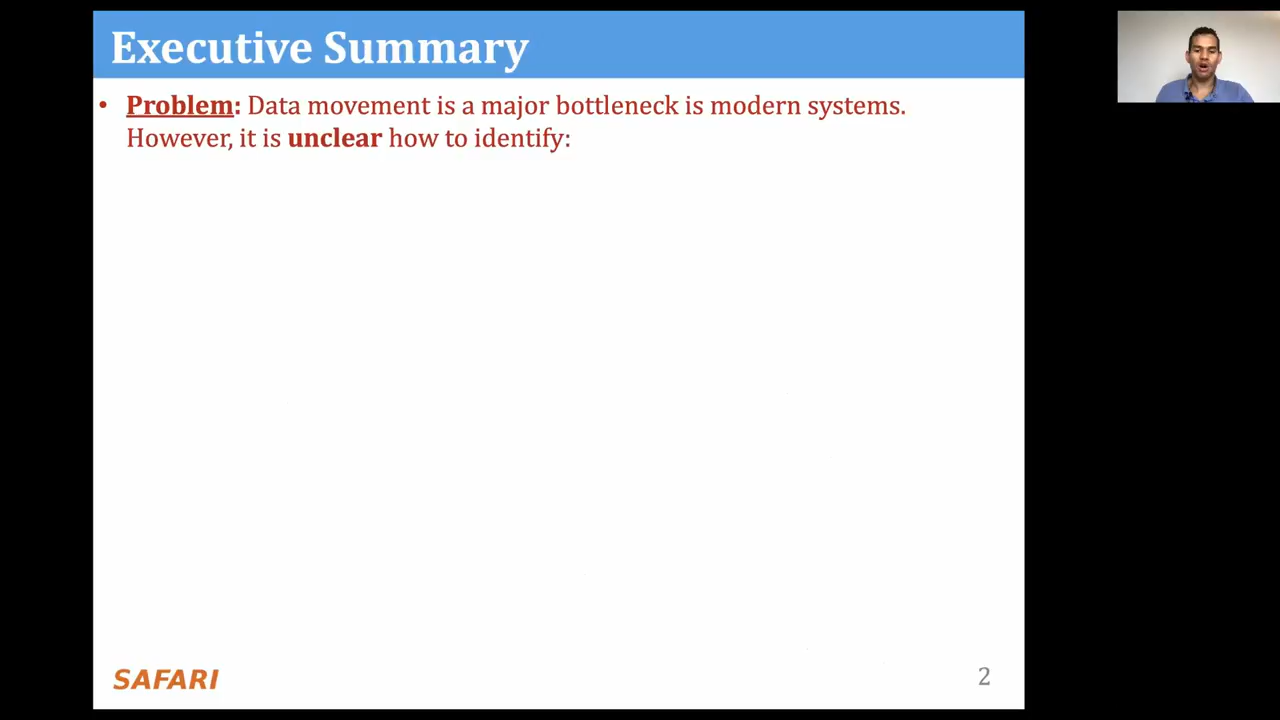 Executive Summary
• Problem: Data movement is a major bottleneck is modern systems.
However, it is unclear how to identify:
SAFARI
2